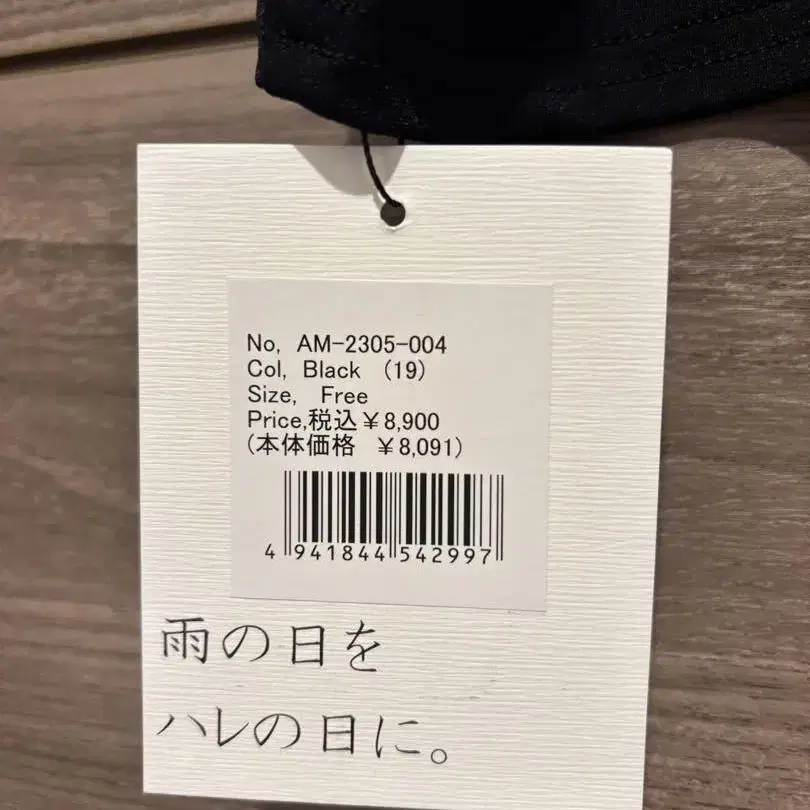 No, AM-2305-004
Col, Black (19)
Size, Free
Price,税込￥8,900
(本体価格 ￥8,091)
4 941844 542997
雨の日を
ハレの日に。